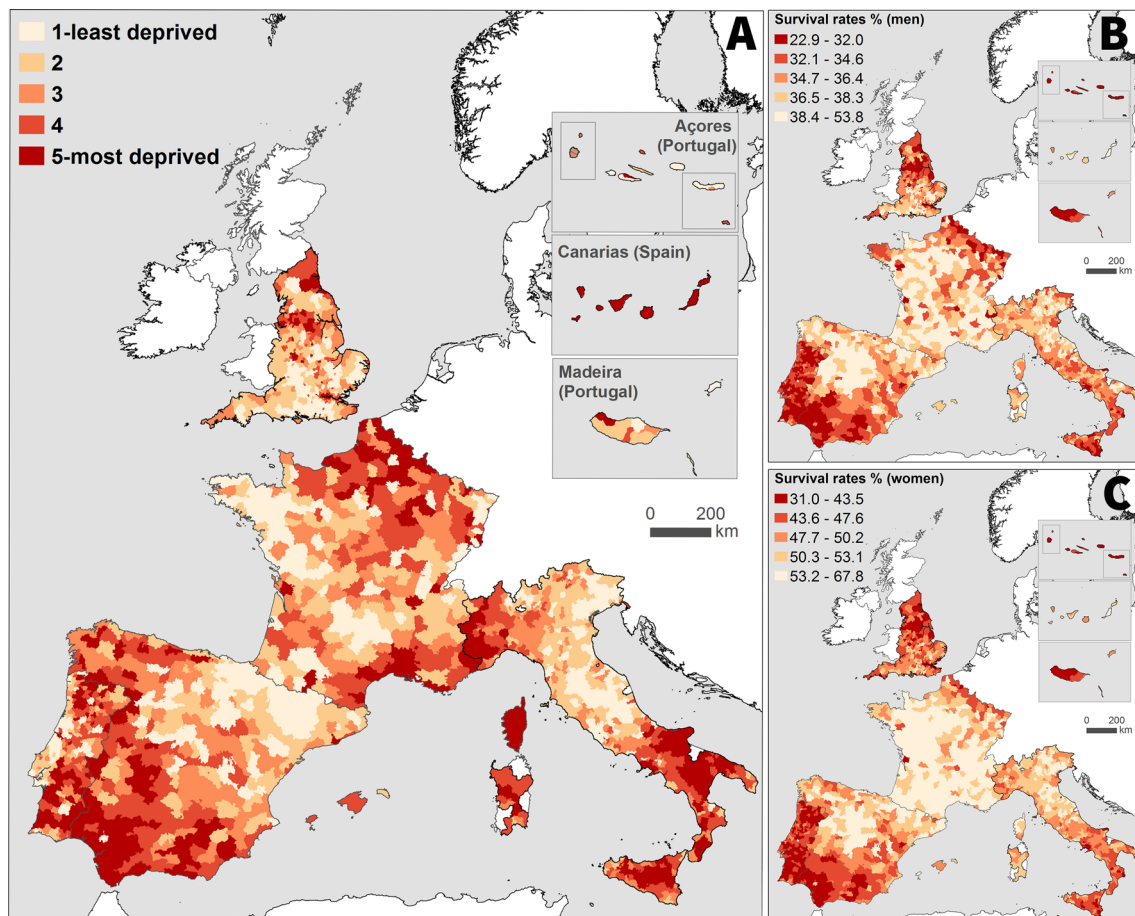 A
1-least deprived
2
3
4
5-most deprived
Açores
(Portugal)
Canarias (Spain)
Madeira
(Portugal)
0 200
km
B
Survival rates % (men)
22.9 - 32.0
32.1 - 34.6
34.7 - 36.4
36.5 - 38.3
38.4 - 53.8
0 200
km
C
Survival rates % (women)
31.0 - 43.5
43.6 - 47.6
47.7 - 50.2
50.3 - 53.1
53.2 - 67.8
0 200
km